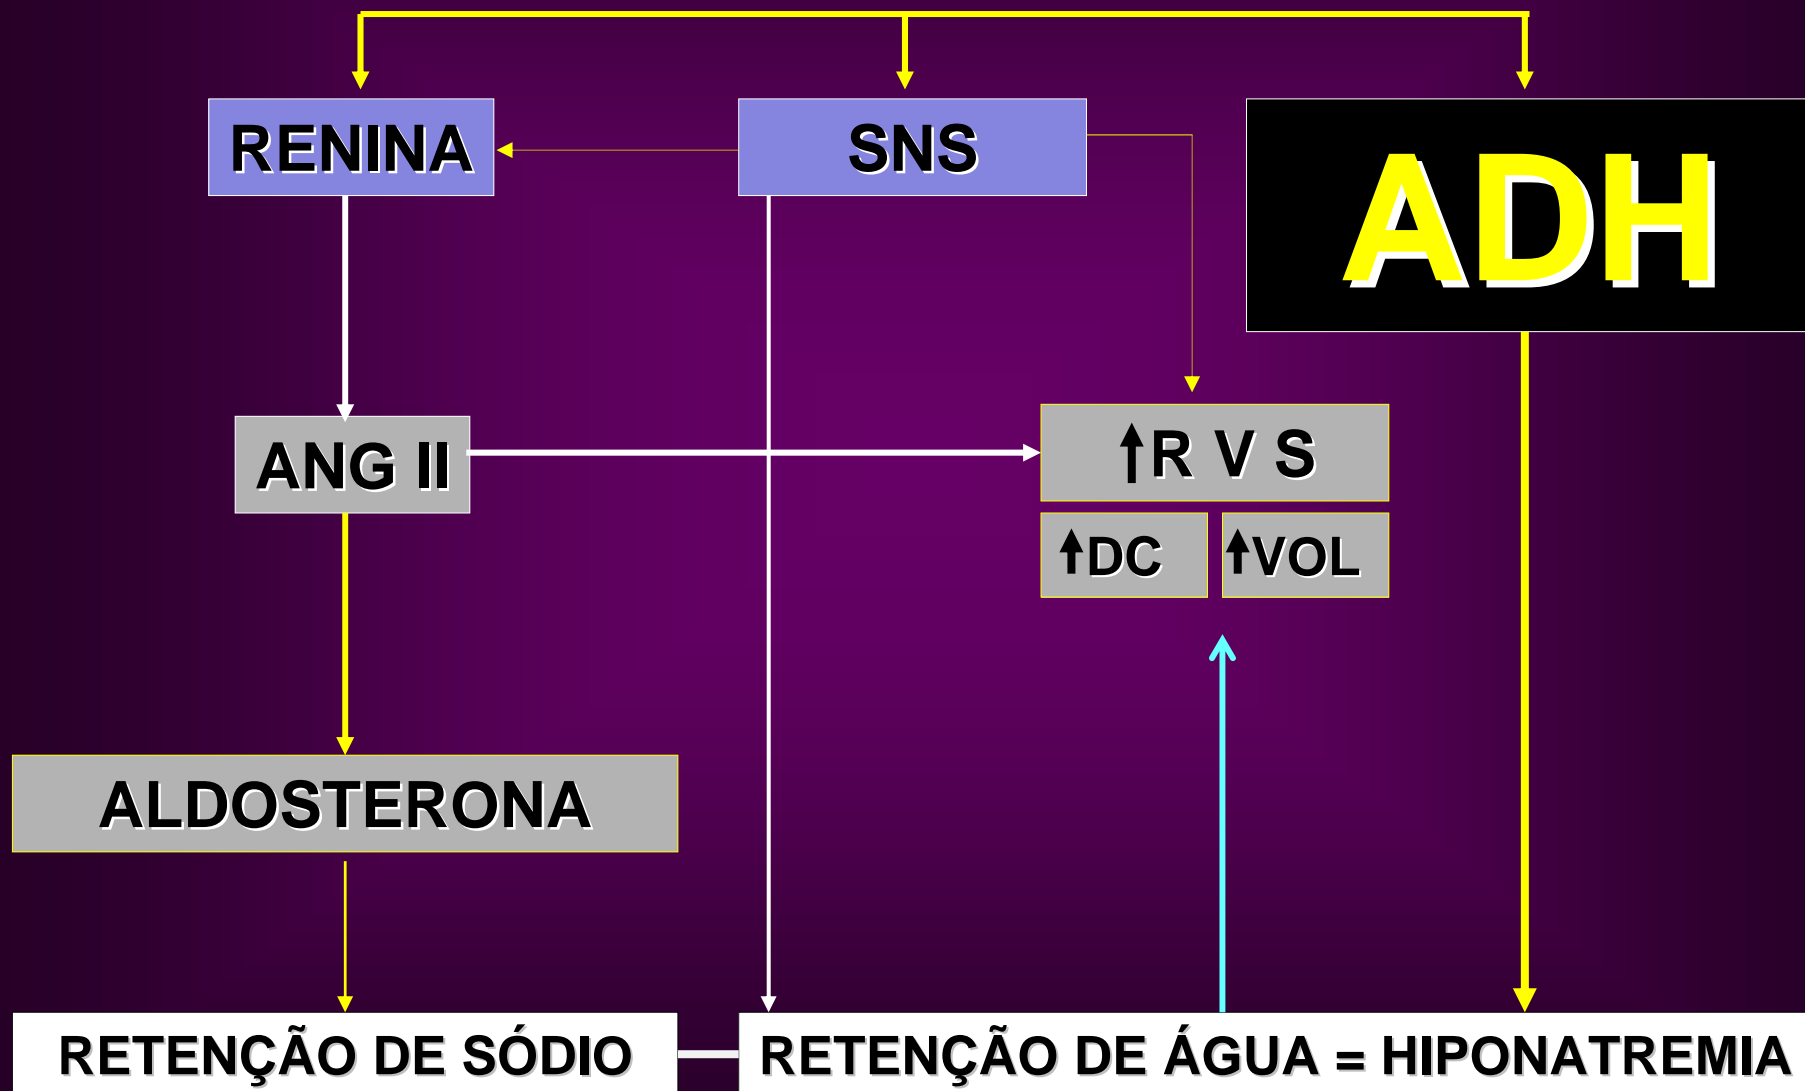 RENINA
SNS
ADH
ANG II
↑R V S
↑DC
↑VOL
ALDOSTERONA
RETENÇÃO DE SÓDIO
RETENÇÃO DE ÁGUA = HIPONATREMIA